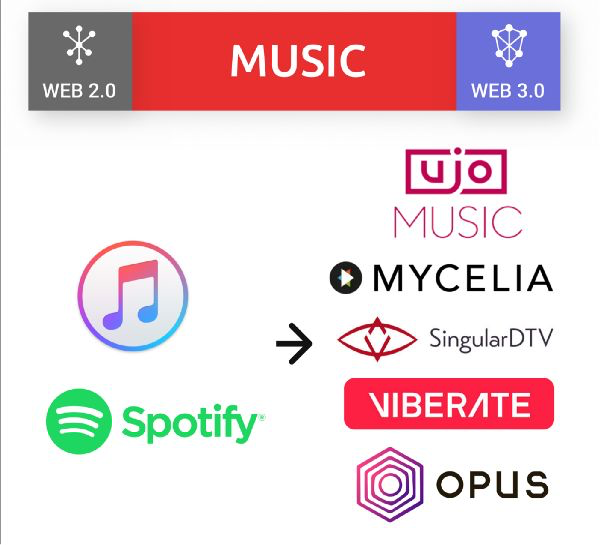 WEB 2.0
MUSIC
WEB 3.0
ujo
MUSIC
MYCELIA
SingularDTV
VIBERATE
Spotify®
OPUS